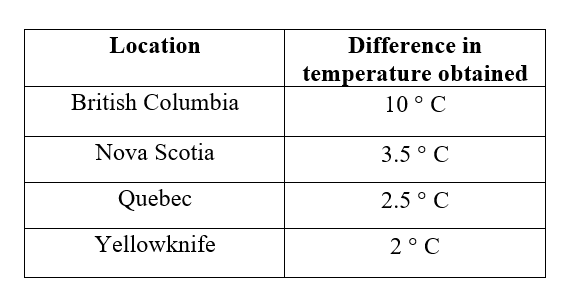 Location
Difference in
temperature obtained
British Columbia
10 ° C
Nova Scotia
3.5 ° C
Quebec
2.5 ° C
Yellowknife
2 ° C